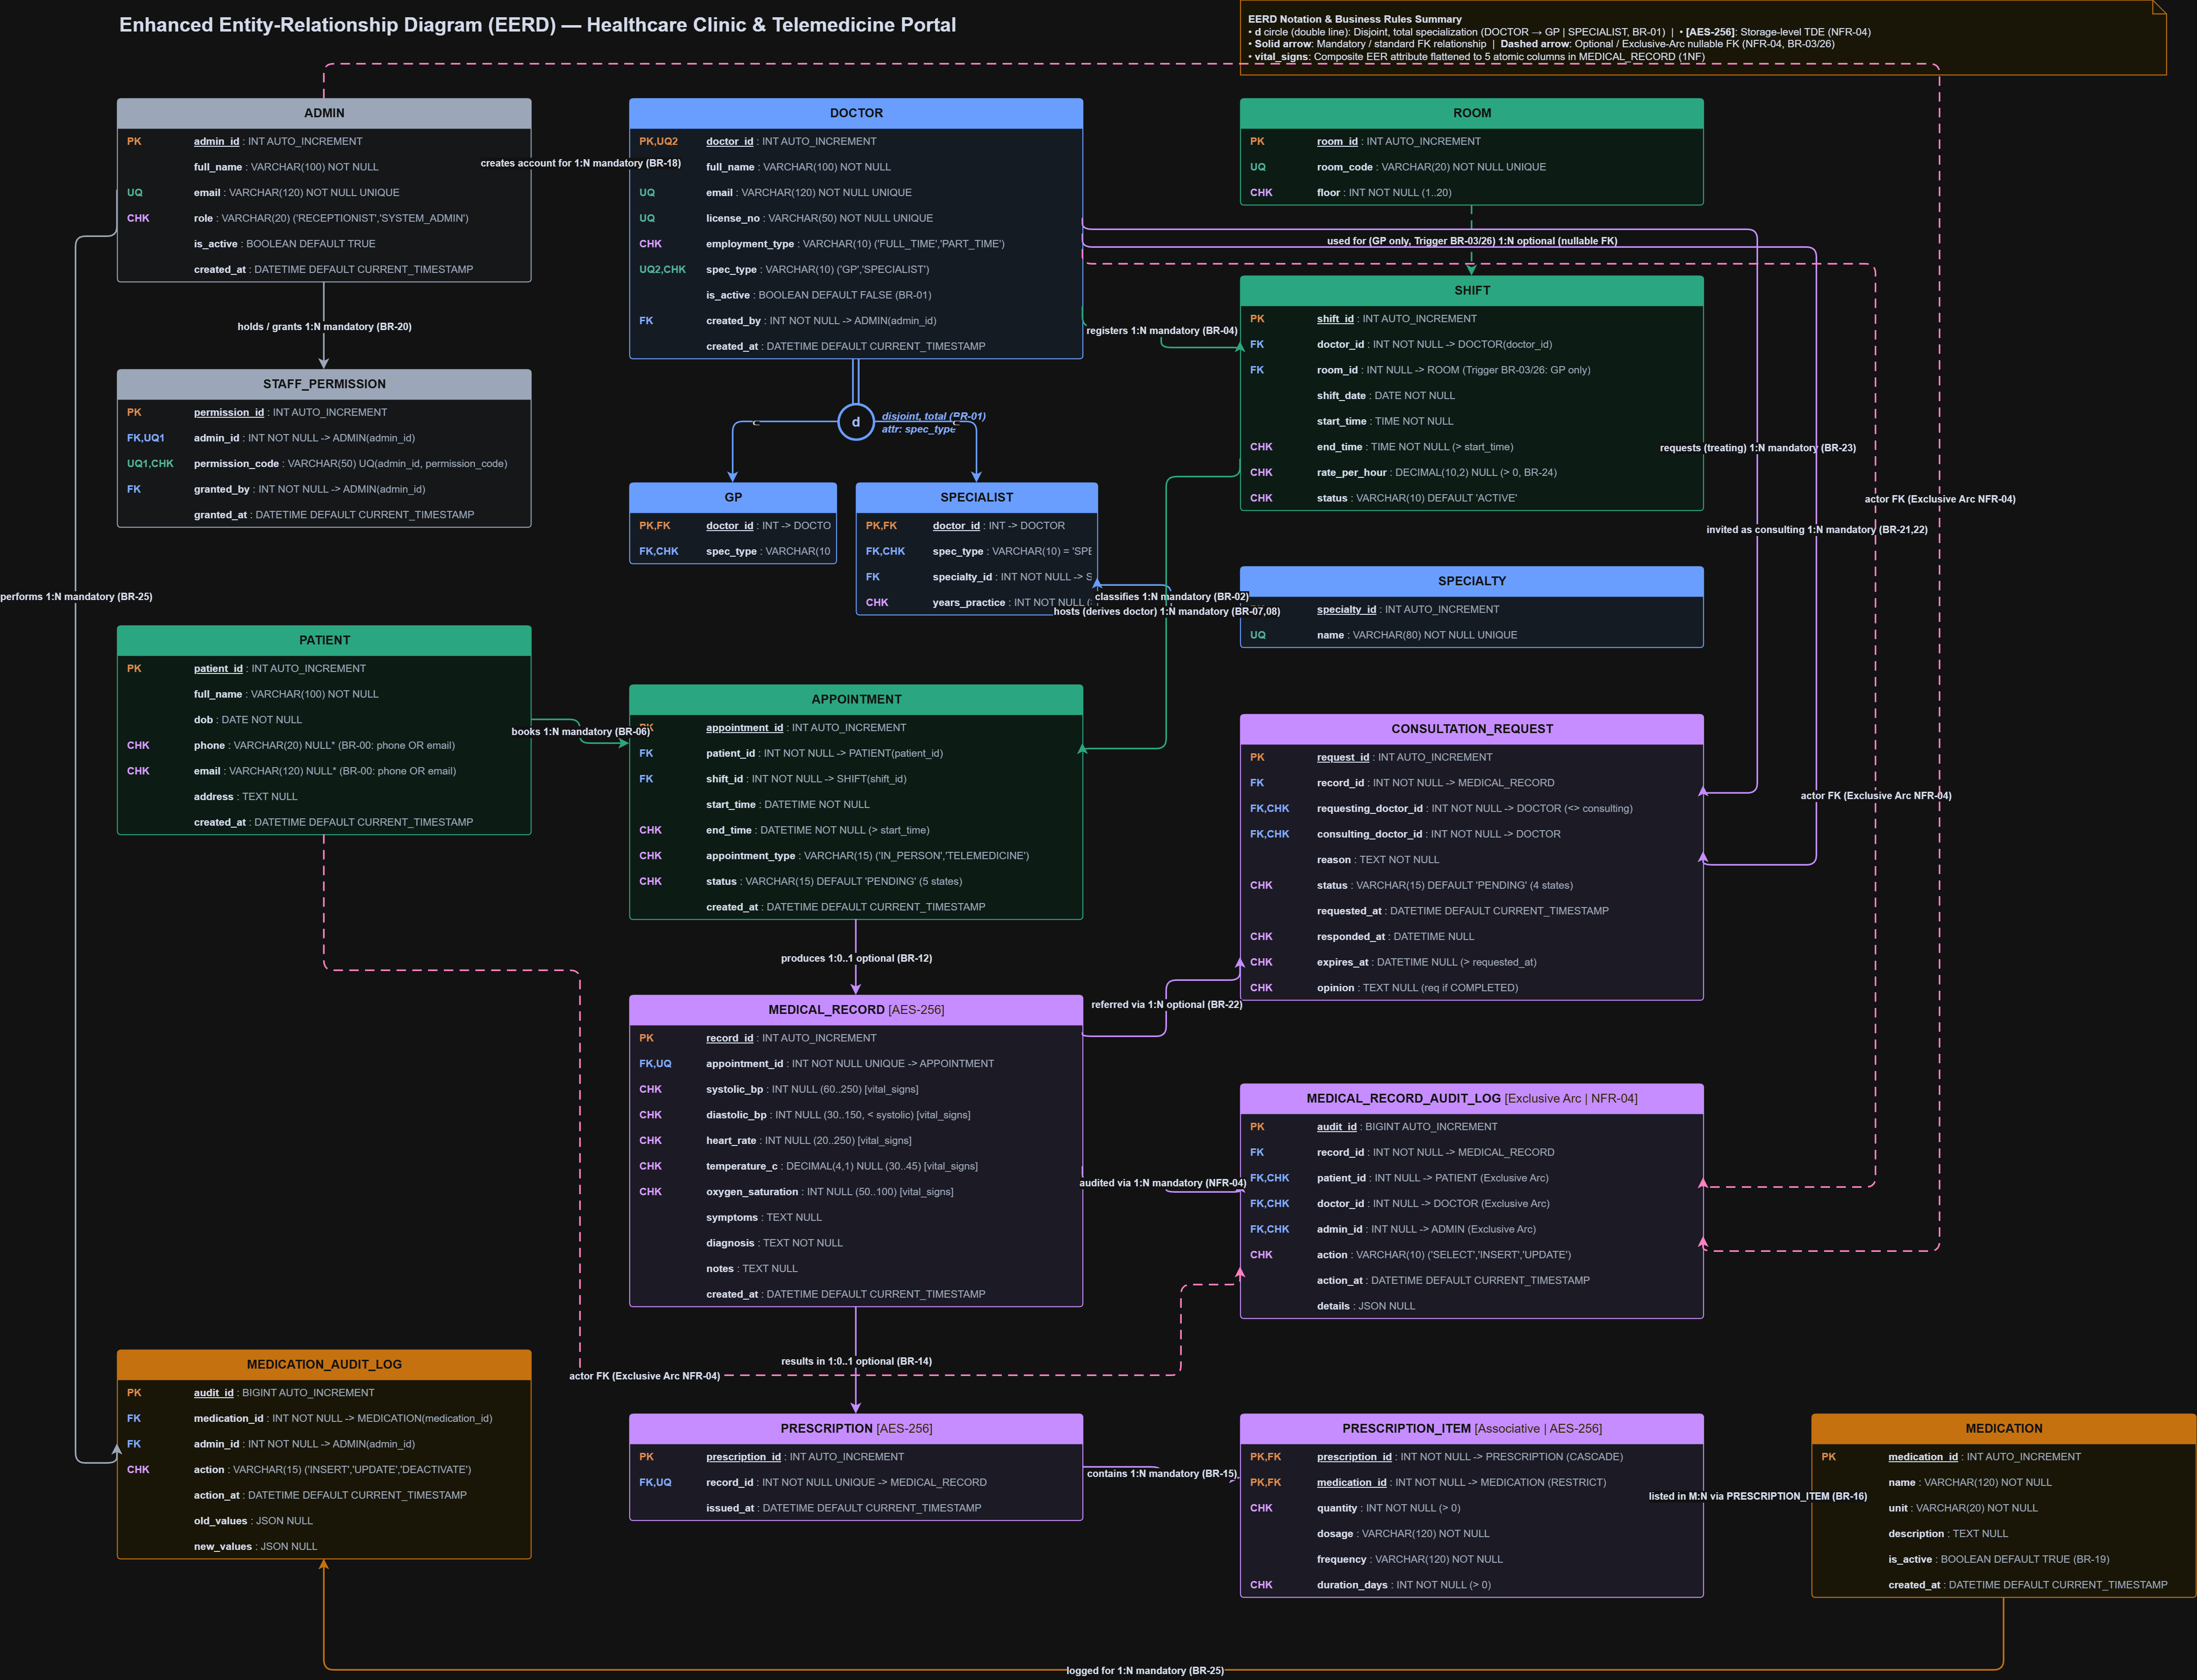 Enhanced Entity-Relationship Diagram (EERD) — Healthcare Clinic & Telemedicine Portal
EERD Notation & Business Rules Summary
• d circle (double line): Disjoint, total specialization (DOCTOR → GP | SPECIALIST, BR-01) | • [AES-256]: Storage-level TDE (NFR-04)
• Solid arrow: Mandatory / standard FK relationship | Dashed arrow: Optional / Exclusive-Arc nullable FK (NFR-04, BR-03/26)
• vital_signs: Composite EER attribute flattened to 5 atomic columns in MEDICAL_RECORD (1NF)
ADMIN
PK admin_id : INT AUTO_INCREMENT
full_name : VARCHAR(100) NOT NULL
UQ email : VARCHAR(120) NOT NULL UNIQUE
CHK role : VARCHAR(20) ('RECEPTIONIST','SYSTEM_ADMIN')
is_active : BOOLEAN DEFAULT TRUE
created_at : DATETIME DEFAULT CURRENT_TIMESTAMP
creates account for 1:N mandatory (BR-18)
DOCTOR
PK,UQ2 doctor_id : INT AUTO_INCREMENT
full_name : VARCHAR(100) NOT NULL
UQ email : VARCHAR(120) NOT NULL UNIQUE
UQ license_no : VARCHAR(50) NOT NULL UNIQUE
CHK employment_type : VARCHAR(10) ('FULL_TIME','PART_TIME')
UQ2,CHK spec_type : VARCHAR(10) ('GP','SPECIALIST')
is_active : BOOLEAN DEFAULT FALSE (BR-01)
FK created_by : INT NOT NULL -> ADMIN(admin_id)
created_at : DATETIME DEFAULT CURRENT_TIMESTAMP
ROOM
PK room_id : INT AUTO_INCREMENT
UQ room_code : VARCHAR(20) NOT NULL UNIQUE
CHK floor : INT NOT NULL (1..20)
used for (GP only, Trigger BR-03/26) 1:N optional (nullable FK)
holds / grants 1:N mandatory (BR-20)
registers 1:N mandatory (BR-04)
SHIFT
PK shift_id : INT AUTO_INCREMENT
FK doctor_id : INT NOT NULL -> DOCTOR(doctor_id)
FK room_id : INT NULL -> ROOM (Trigger BR-03/26: GP only)
shift_date : DATE NOT NULL
start_time : TIME NOT NULL
CHK end_time : TIME NOT NULL (> start_time)
CHK rate_per_hour : DECIMAL(10,2) NULL (> 0, BR-24)
CHK status : VARCHAR(10) DEFAULT 'ACTIVE'
requests (treating) 1:N mandatory (BR-23)
actor FK (Exclusive Arc NFR-04)
invited as consulting 1:N mandatory (BR-21,22)
STAFF_PERMISSION
PK permission_id : INT AUTO_INCREMENT
FK,UQ1 admin_id : INT NOT NULL -> ADMIN(admin_id)
UQ1,CHK permission_code : VARCHAR(50) UQ(admin_id, permission_code)
FK granted_by : INT NOT NULL -> ADMIN(admin_id)
granted_at : DATETIME DEFAULT CURRENT_TIMESTAMP
d
disjoint, total (BR-01)
attr: spec_type
GP
PK,FK doctor_id : INT -> DOCTO
FK,CHK spec_type : VARCHAR(10
SPECIALIST
PK,FK doctor_id : INT -> DOCTOR
FK,CHK spec_type : VARCHAR(10) = 'SPE
FK specialty_id : INT NOT NULL -> S
CHK years_practice : INT NOT NULL (
classifies 1:N mandatory (BR-02)
hosts (derives doctor) 1:N mandatory (BR-07,08)
SPECIALTY
specialty_id : INT AUTO_INCREMENT
UQ name : VARCHAR(80) NOT NULL UNIQUE
performs 1:N mandatory (BR-25)
PATIENT
PK patient_id : INT AUTO_INCREMENT
full_name : VARCHAR(100) NOT NULL
dob : DATE NOT NULL
CHK phone : VARCHAR(20) NULL* (BR-00: phone OR email)
CHK email : VARCHAR(120) NULL* (BR-00: phone OR email)
address : TEXT NULL
created_at : DATETIME DEFAULT CURRENT_TIMESTAMP
books 1:N mandatory (BR-06)
APPOINTMENT
PK appointment_id : INT AUTO_INCREMENT
FK patient_id : INT NOT NULL -> PATIENT(patient_id)
FK shift_id : INT NOT NULL -> SHIFT(shift_id)
start_time : DATETIME NOT NULL
CHK end_time : DATETIME NOT NULL (> start_time)
CHK appointment_type : VARCHAR(15) ('IN_PERSON','TELEMEDICINE')
CHK status : VARCHAR(15) DEFAULT 'PENDING' (5 states)
created_at : DATETIME DEFAULT CURRENT_TIMESTAMP
CONSULTATION_REQUEST
PK request_id : INT AUTO_INCREMENT
FK record_id : INT NOT NULL -> MEDICAL_RECORD
FK,CHK requesting_doctor_id : INT NOT NULL -> DOCTOR (<> consulting)
FK,CHK consulting_doctor_id : INT NOT NULL -> DOCTOR
reason : TEXT NOT NULL
CHK status : VARCHAR(15) DEFAULT 'PENDING' (4 states)
requested_at : DATETIME DEFAULT CURRENT_TIMESTAMP
CHK responded_at : DATETIME NULL
CHK expires_at : DATETIME NULL (> requested_at)
CHK opinion : TEXT NULL (req if COMPLETED)
actor FK (Exclusive Arc NFR-04)
produces 1:0..1 optional (BR-12)
referred via 1:N optional (BR-22)
MEDICAL_RECORD [AES-256]
PK record_id : INT AUTO_INCREMENT
FK,UQ appointment_id : INT NOT NULL UNIQUE -> APPOINTMENT
CHK systolic_bp : INT NULL (60..250) [vital_signs]
CHK diastolic_bp : INT NULL (30..150, < systolic) [vital_signs]
CHK heart_rate : INT NULL (20..250) [vital_signs]
CHK temperature_c : DECIMAL(4,1) NULL (30..45) [vital_signs]
CHK oxygen_saturation : INT NULL (50..100) [vital_signs]
symptoms : TEXT NULL
diagnosis : TEXT NOT NULL
notes : TEXT NULL
created_at : DATETIME DEFAULT CURRENT_TIMESTAMP
audited via 1:N mandatory (NFR-04)
MEDICAL_RECORD_AUDIT_LOG [Exclusive Arc | NFR-04]
PK audit_id : BIGINT AUTO_INCREMENT
FK record_id : INT NOT NULL -> MEDICAL_RECORD
FK,CHK patient_id : INT NULL -> PATIENT (Exclusive Arc)
FK,CHK doctor_id : INT NULL -> DOCTOR (Exclusive Arc)
FK,CHK admin_id : INT NULL -> ADMIN (Exclusive Arc)
CHK action : VARCHAR(10) ('SELECT','INSERT','UPDATE')
action_at : DATETIME DEFAULT CURRENT_TIMESTAMP
details : JSON NULL
results in 1:0..1 optional (BR-14)
actor FK (Exclusive Arc NFR-04)
MEDICATION_AUDIT_LOG
PK audit_id : BIGINT AUTO_INCREMENT
FK medication_id : INT NOT NULL -> MEDICATION(medication_id)
FK admin_id : INT NOT NULL -> ADMIN(admin_id)
CHK action : VARCHAR(15) ('INSERT','UPDATE','DEACTIVATE')
action_at : DATETIME DEFAULT CURRENT_TIMESTAMP
old_values : JSON NULL
new_values : JSON NULL
PRESCRIPTION [AES-256]
PK prescription_id : INT AUTO_INCREMENT
FK,UQ record_id : INT NOT NULL UNIQUE -> MEDICAL_RECORD
issued_at : DATETIME DEFAULT CURRENT_TIMESTAMP
contains 1:N mandatory (BR-15)
PRESCRIPTION_ITEM [Associative | AES-256]
PK,FK prescription_id : INT NOT NULL -> PRESCRIPTION (CASCADE)
PK,FK medication_id : INT NOT NULL -> MEDICATION (RESTRICT)
CHK quantity : INT NOT NULL (> 0)
dosage : VARCHAR(120) NOT NULL
frequency : VARCHAR(120) NOT NULL
CHK duration_days : INT NOT NULL (> 0)
listed in M:N via PRESCRIPTION_ITEM (BR-16)
MEDICATION
PK medication_id : INT AUTO_INCREMENT
name : VARCHAR(120) NOT NULL
unit : VARCHAR(20) NOT NULL
description : TEXT NULL
is_active : BOOLEAN DEFAULT TRUE (BR-19)
created_at : DATETIME DEFAULT CURRENT_TIMESTAMP
logged for 1:N mandatory (BR-25)